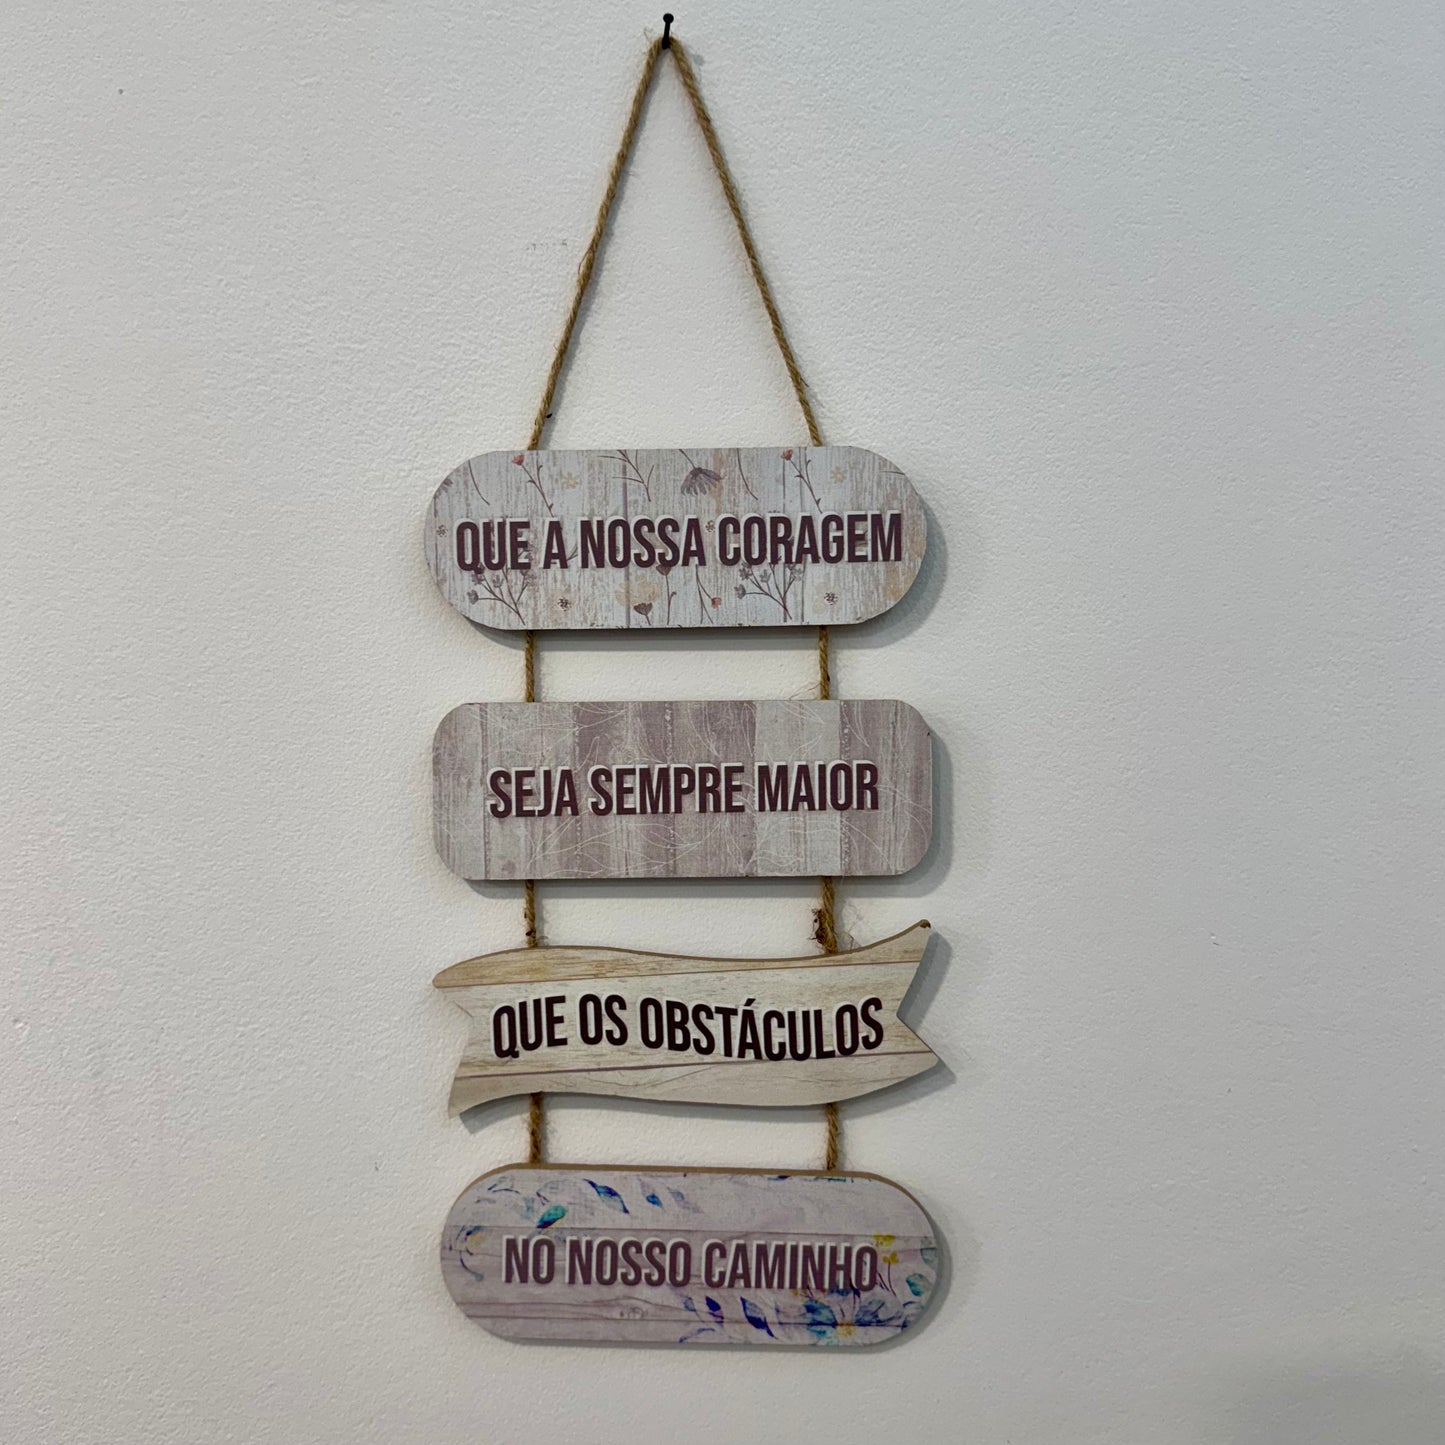 QUE A NOSSA CORAGEM
SEJA SEMPRE MAIOR
QUE OS OBSTÁCULOS
NO NOSSO CAMINHO